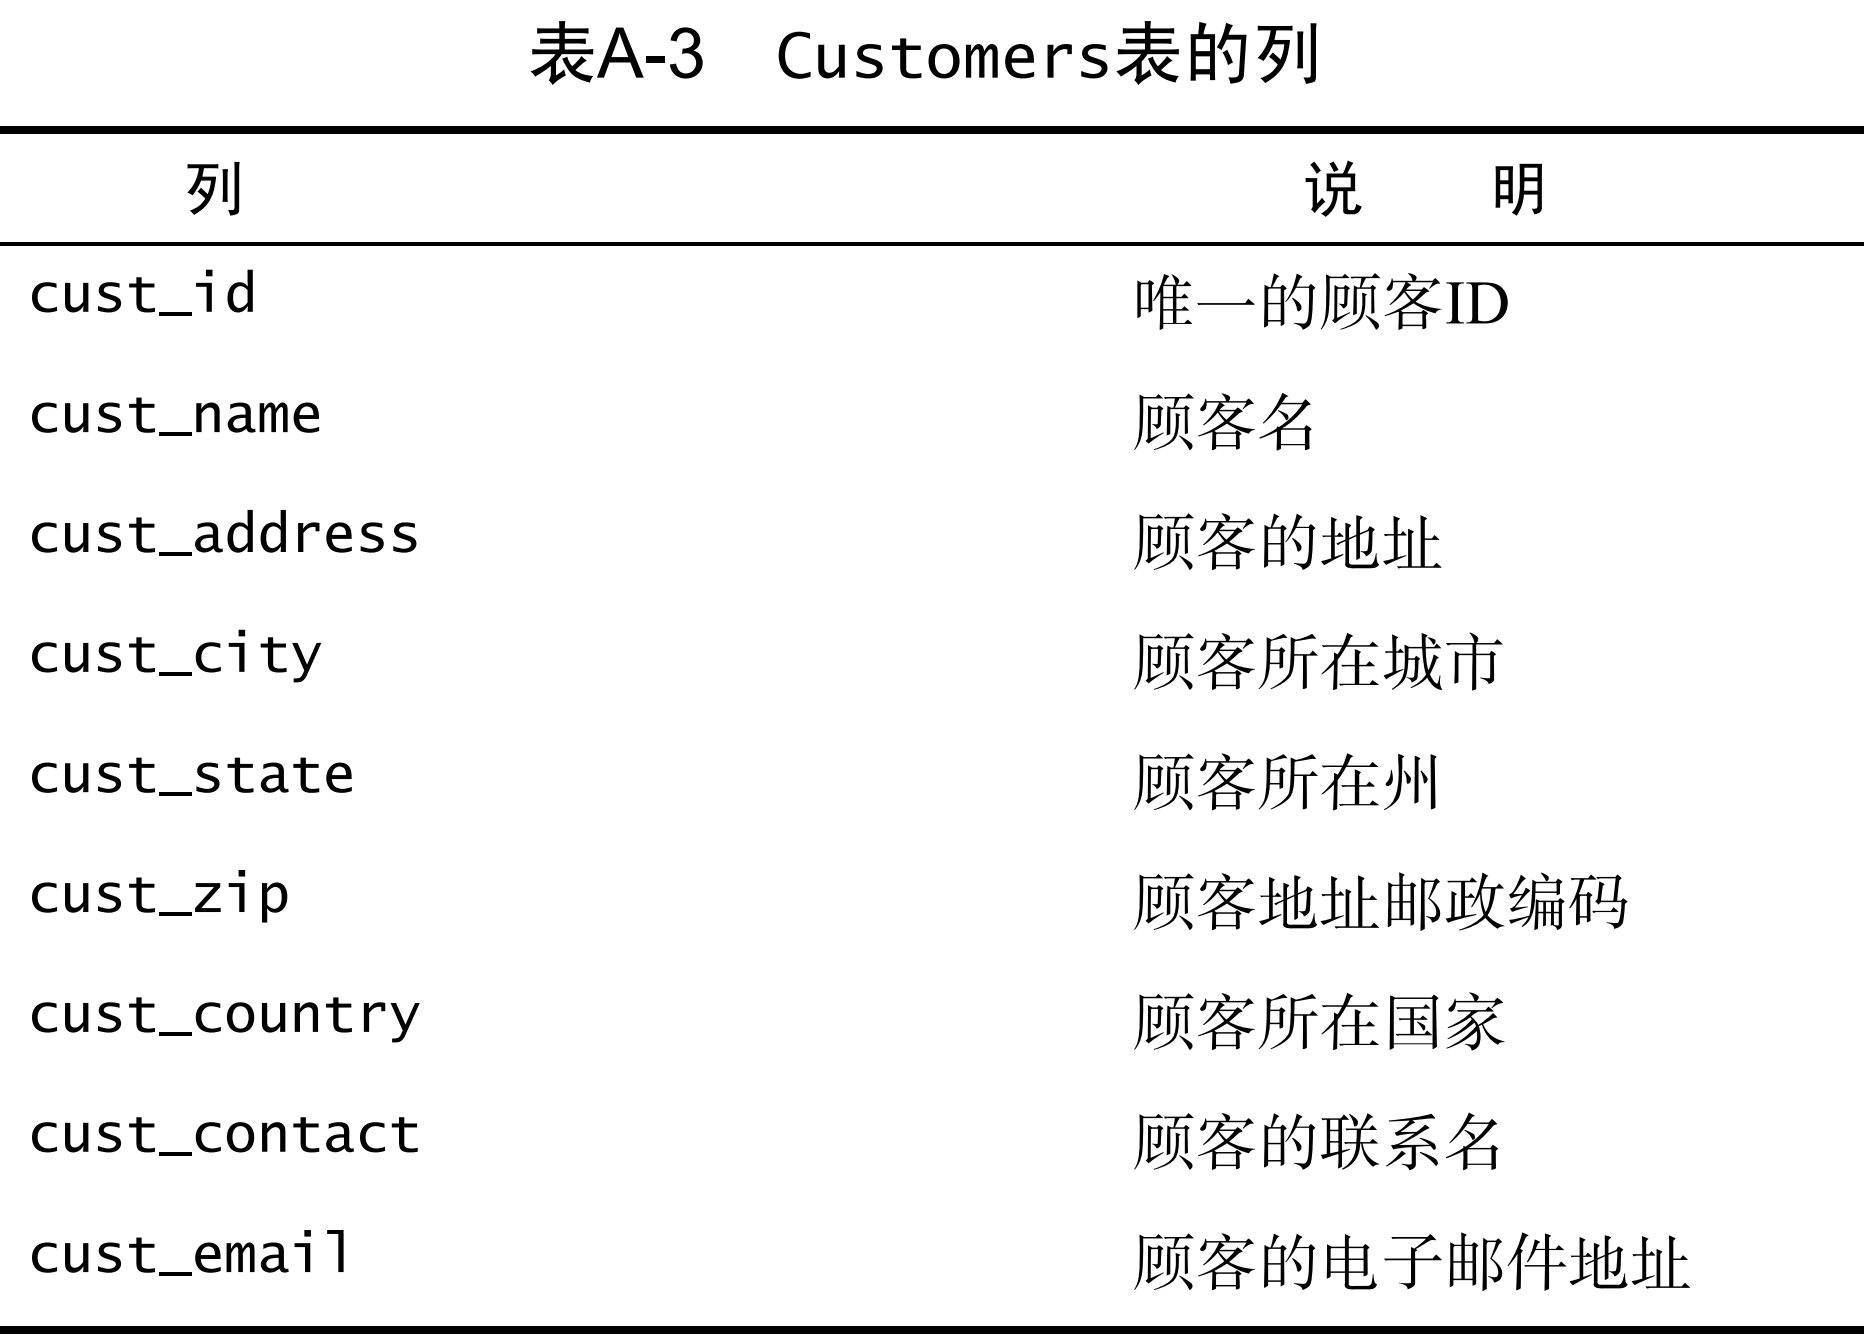 表A-3 Customers表的列
列 说 明
cust_id 唯一的顾客ID
cust_name 顾客名
cust_address 顾客的地址
cust_city 顾客所在城市
cust_state 顾客所在州
cust_zip 顾客地址邮政编码
cust_country 顾客所在国家
cust_contact 顾客的联系名
cust_email 顾客的电子邮件地址